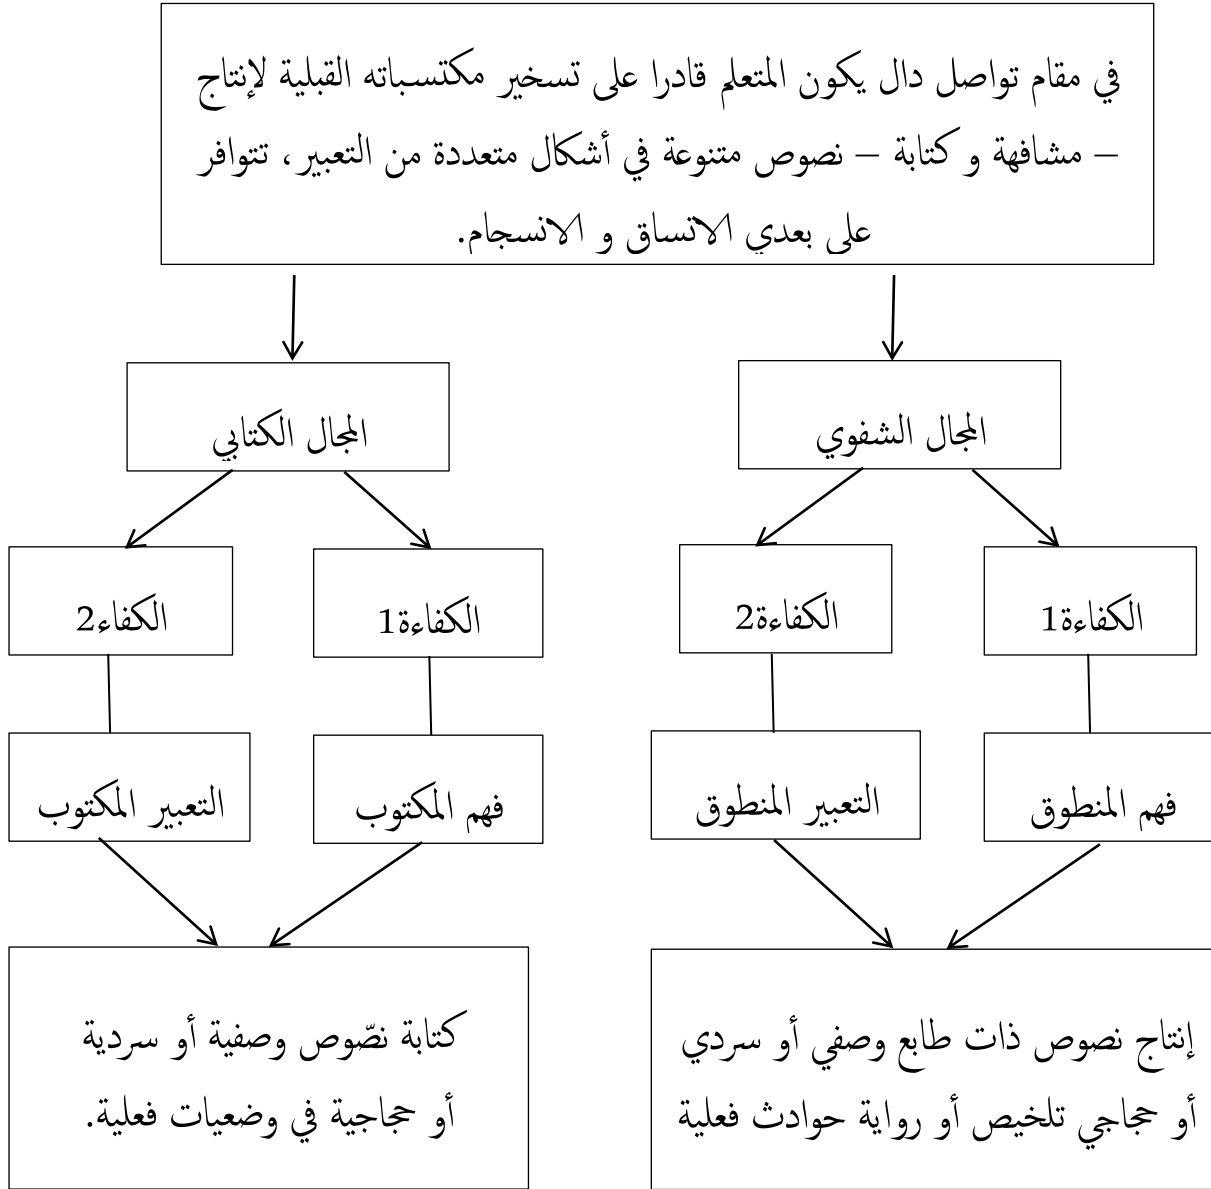 في مقام تواصل دال يكون المتعلم قادرا على تسخير مكتسباته القبلية لإنتاج
– مشافهة و كتابة – نصوص متنوعة في أشكال متعددة من التعبير، تتوافر
على بعدي الاتساق و الانسجام.
المجال الشفوي
المجال الكتابي
الكفاءة1
الكفاءة2
الكفاءة1
الكفاء2
فهم المنطوق
التعبير المنطوق
فهم المكتوب
التعبير المكتوب
إنتاج نصوص ذات طابع وصفي أو سردي
أو حجاجي تلخيص أو رواية حوادث فعلية
كتابة نصّوص وصفية أو سردية
أو حجاجية في وضعيات فعلية.